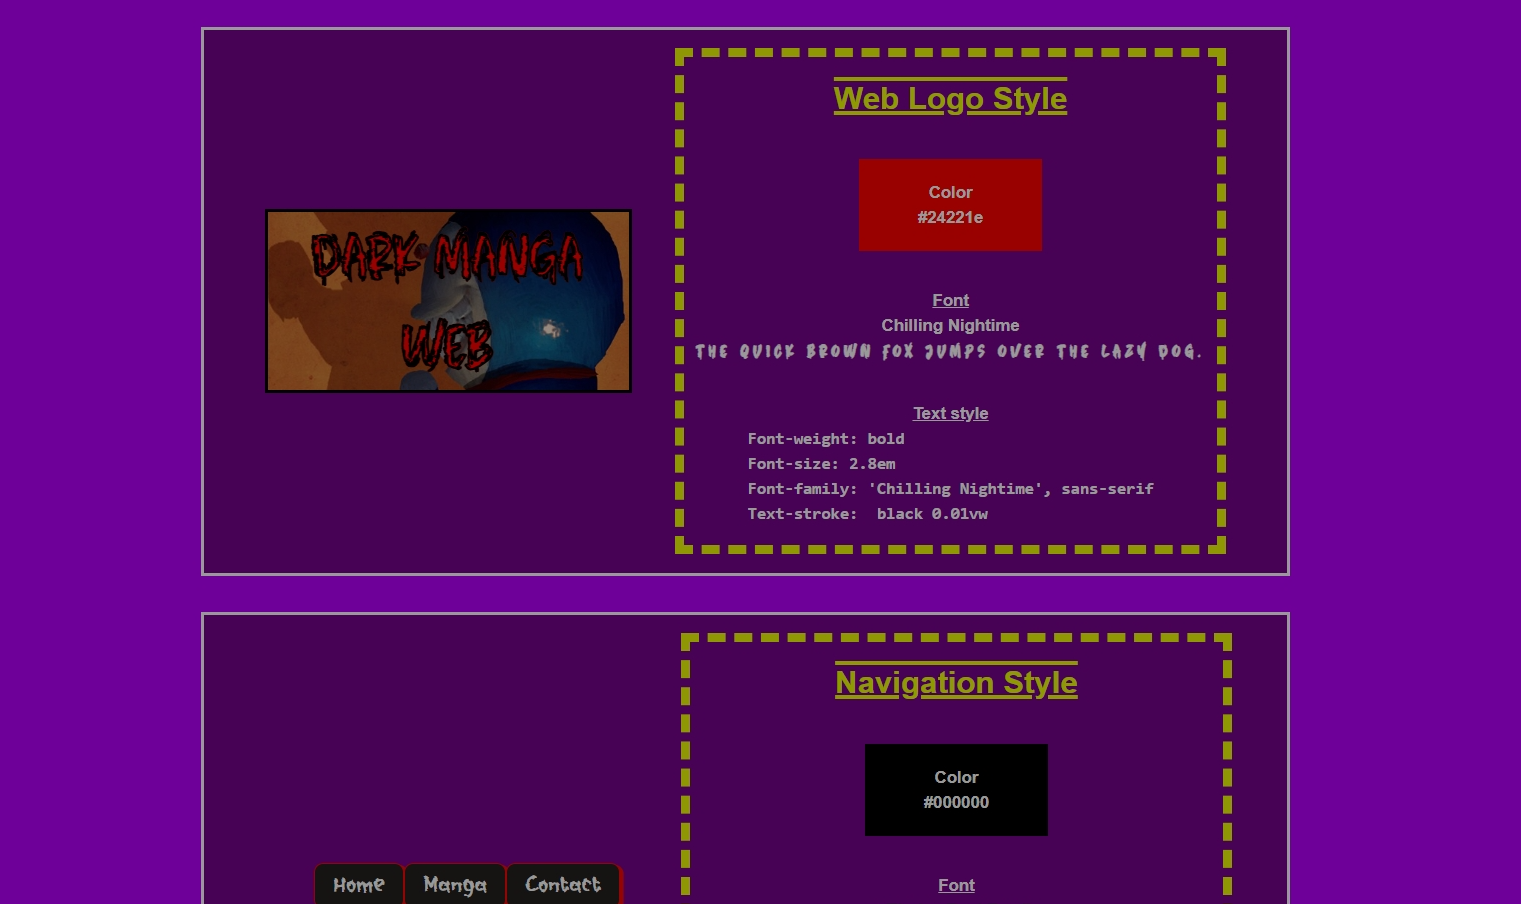 DARK MANGA
WEB
Web Logo Style
Color
#24221e
Font
Chilling Nightime
THE QUICK BROWN FOX JUMPS OVER THE LAZY DOG.
Text style
Font-weight: bold
Font-size: 2.8em
Font-family: 'Chilling Nightime', sans-serif
Text-stroke:  black 0.01vw
Navigation Style
Color
#000000
Home
Manga
Contact
Font